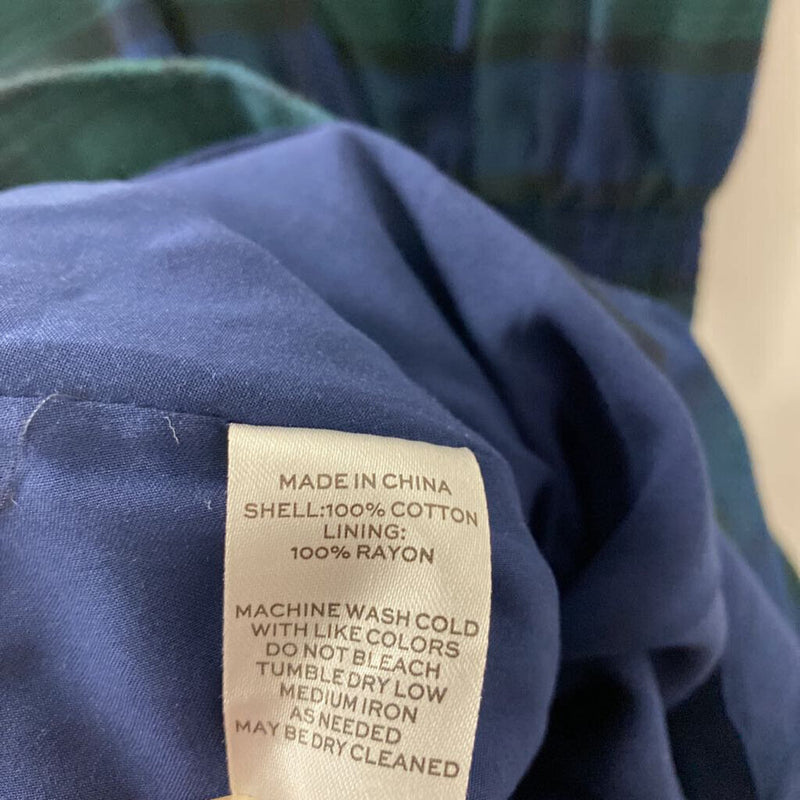 MADE IN CHINA
SHELL:100% COTTON
LINING:
100% RAYON
MACHINE WASH COLD
WITH LIKE COLORS
DO NOT BLEACH
TUMBLE DRY LOW
MEDIUM IRON
AS NEEDED
MAY BE DRY CLEANED